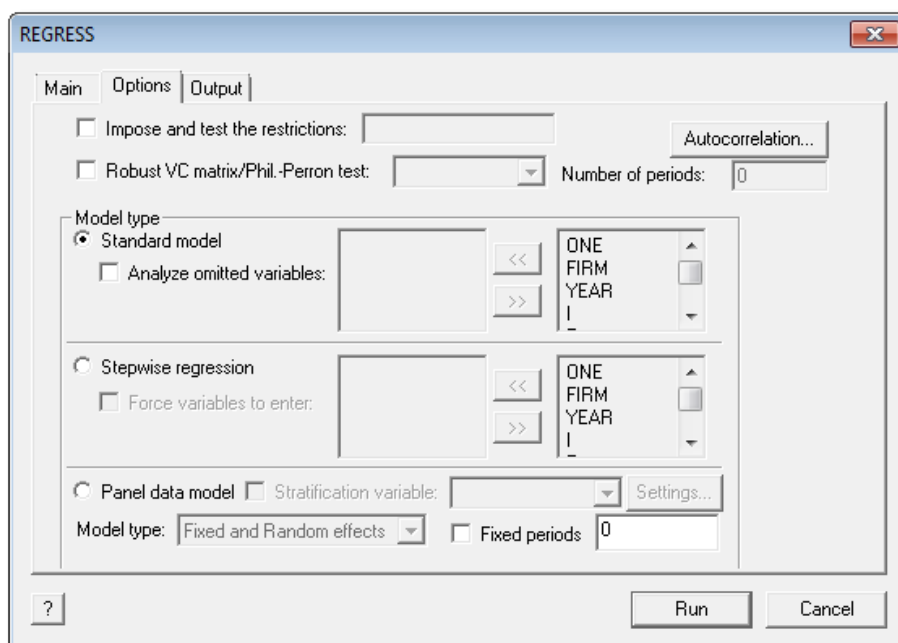 REGRESS
Main Options Output
Impose and test the restrictions:
Autocorrelation...
Robust VC matrix/Phil.-Perron test:
Number of periods: 0
Model type
Standard model
Analyze omitted variables:
<<
>>
ONE
FIRM
YEAR
I
Stepwise regression
Force variables to enter:
<<
>>
ONE
FIRM
YEAR
I
Panel data model
Stratification variable:
Settings...
Model type: Fixed and Random effects
Fixed periods 0
?
Run
Cancel